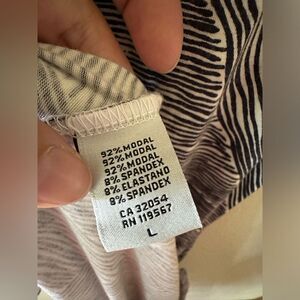 92% MODAL
92% MODAL
92% MODAL
8% SPANDEX
8% ELASTANO
8% SPANDEX
CA 32054
RN 119567
L